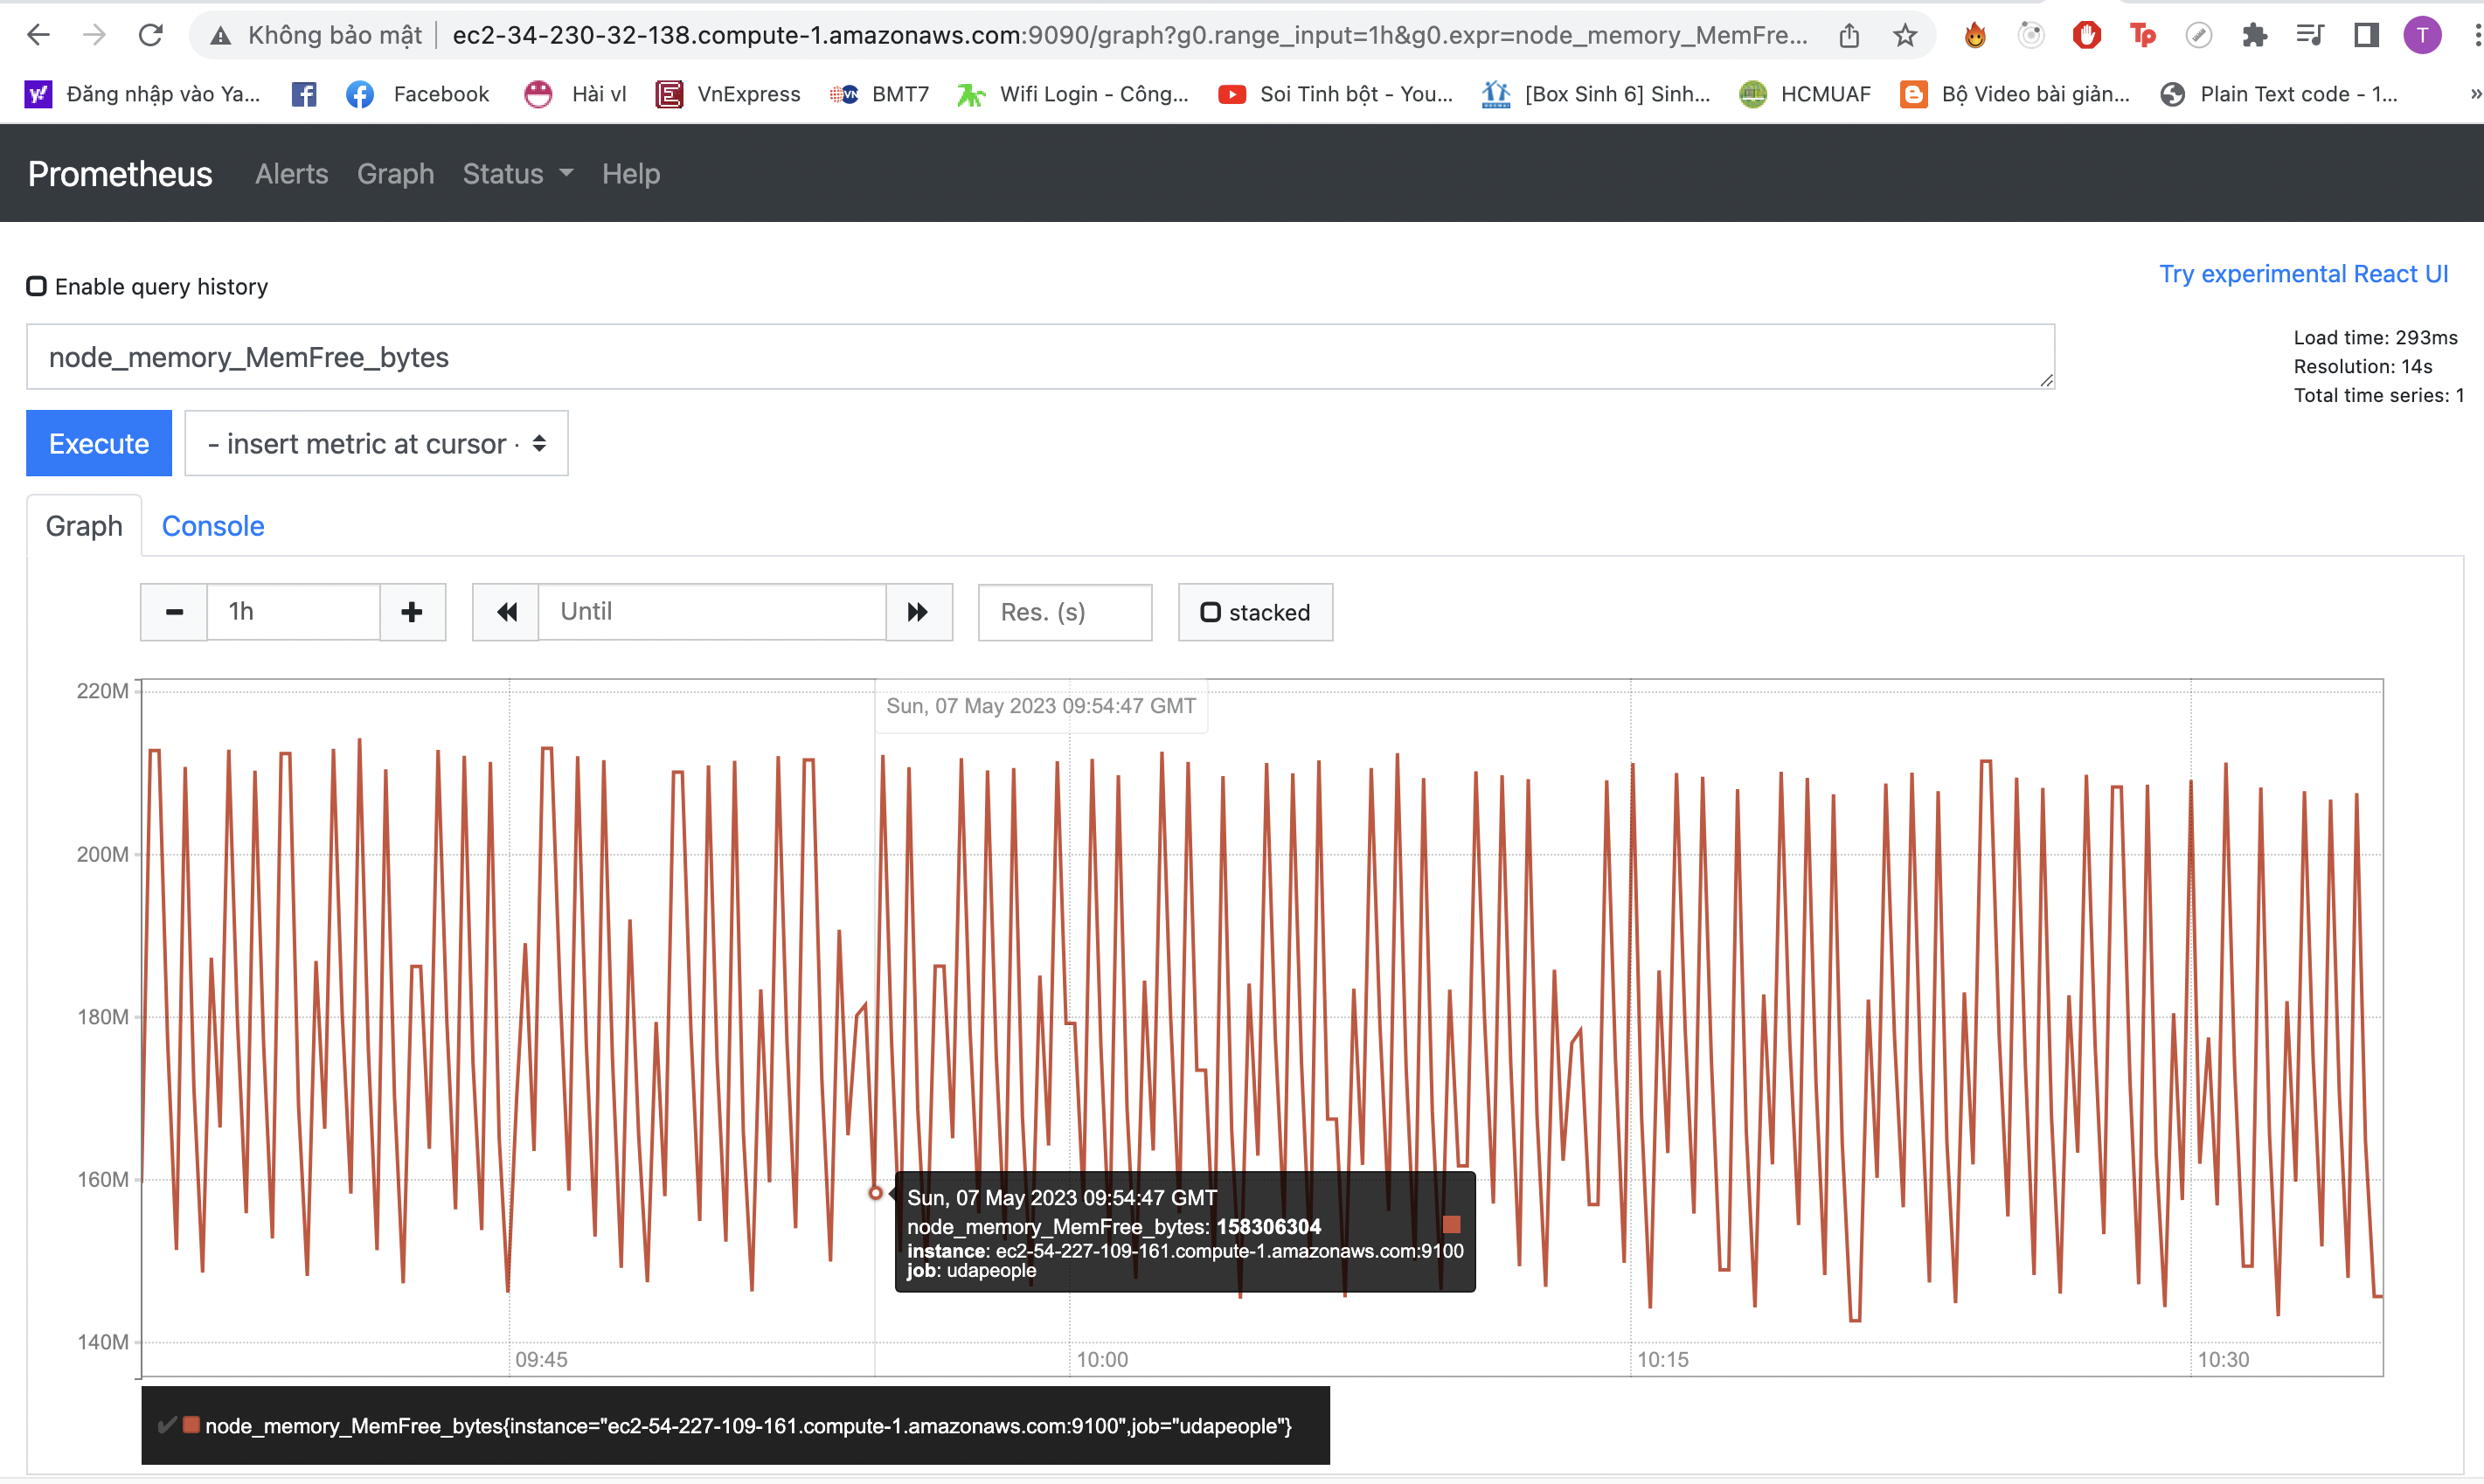 Không bảo mật ec2-34-230-32-138.compute-1.amazonaws.com:9090/graph?g0.range_input=1h&g0.expr=node_memory_MemFre... Tp T
y! Đăng nhập vào Ya... Facebook Hài vl VnExpress BMT7 Wifi Login - Công... Soi Tinh bột - You... [Box Sinh 6] Sinh... HCMUAF Bộ Video bài giản... Plain Text code - 1... »
Prometheus Alerts Graph Status Help
Enable query history
Try experimental React UI
node_memory_MemFree_bytes
Load time: 293ms
Resolution: 14s
Total time series: 1
Execute - insert metric at cursor -
Graph Console
1h Until Res. (s) stacked
220M
200M
180M
160M
140M
Sun, 07 May 2023 09:54:47 GMT
Sun, 07 May 2023 09:54:47 GMT
node_memory_MemFree_bytes: 158306304
instance: ec2-54-227-109-161.compute-1.amazonaws.com:9100
job: udapeople
09:45 10:00 10:15 10:30
✔ node_memory_MemFree_bytes{instance="ec2-54-227-109-161.compute-1.amazonaws.com:9100",job="udapeople"}